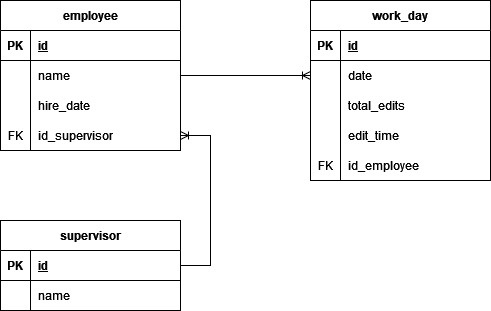 employee
PK id
name
hire_date
FK id_supervisor
work_day
PK id
date
total_edits
edit_time
FK id_employee
supervisor
PK id
name